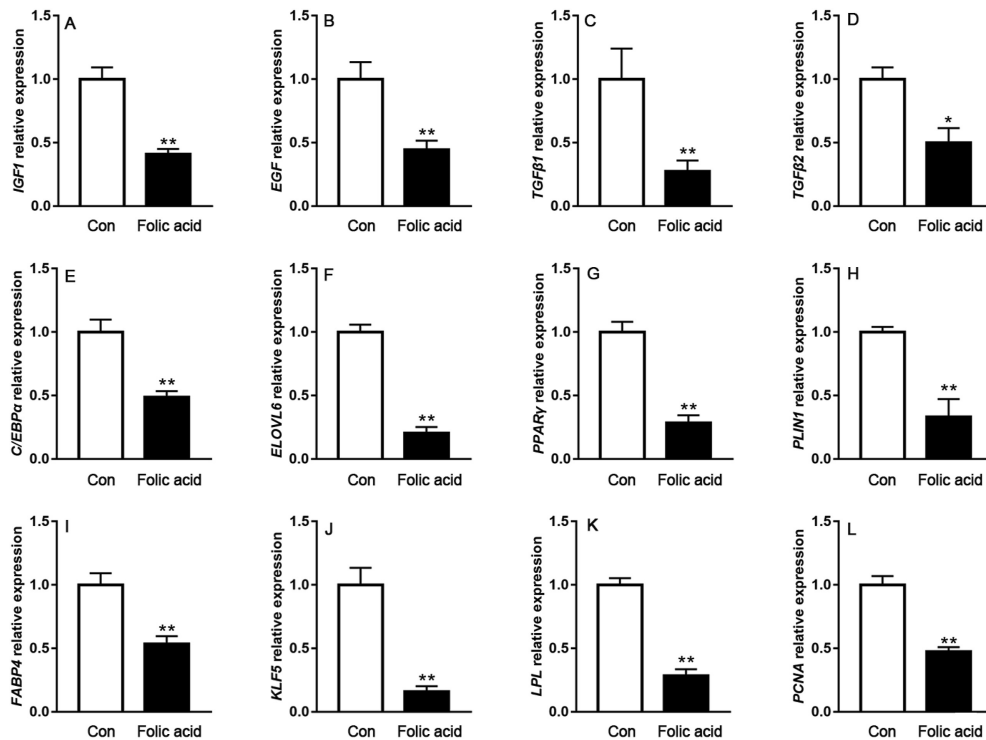 A
IGF1 relative expression
1.5
1.0
0.5
0.0
**
Con Folic acid
B
EGF relative expression
1.5
1.0
0.5
0.0
**
Con Folic acid
C
TGFβ1 relative expression
1.5
1.0
0.5
0.0
**
Con Folic acid
D
TGFβ2 relative expression
1.5
1.0
0.5
0.0
*
Con Folic acid
E
C/EBPα relative expression
1.5
1.0
0.5
0.0
**
Con Folic acid
F
ELOVL6 relative expression
1.5
1.0
0.5
0.0
**
Con Folic acid
G
PPARγ relative expression
1.5
1.0
0.5
0.0
**
Con Folic acid
H
PLIN1 relative expression
1.5
1.0
0.5
0.0
**
Con Folic acid
I
FABP4 relative expression
1.5
1.0
0.5
0.0
**
Con Folic acid
J
KLF5 relative expression
1.5
1.0
0.5
0.0
**
Con Folic acid
K
LPL relative expression
1.5
1.0
0.5
0.0
**
Con Folic acid
L
PCNA relative expression
1.5
1.0
0.5
0.0
**
Con Folic acid